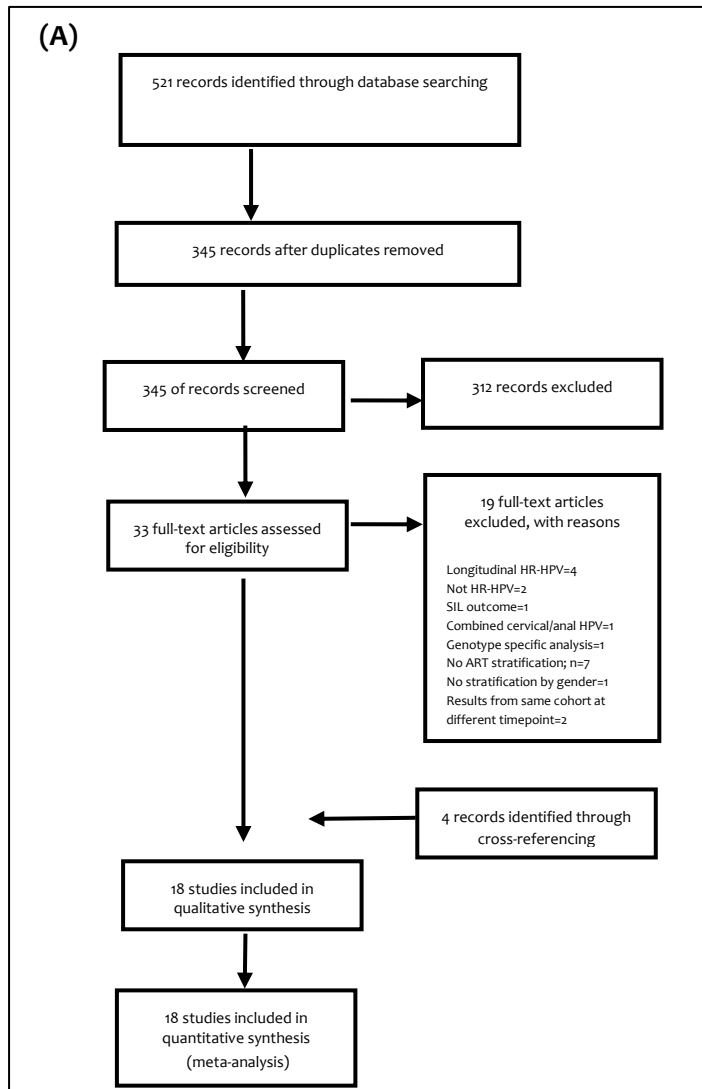 (A)
521 records identified through database searching
345 records after duplicates removed
345 of records screened
312 records excluded
33 full-text articles assessed
for eligibility
19 full-text articles
excluded, with reasons
Longitudinal HR-HPV=4
Not HR-HPV=2
SIL outcome=1
Combined cervical/anal HPV=1
Genotype specific analysis=1
No ART stratification; n=7
No stratification by gender=1
Results from same cohort at
different timepoint=2
4 records identified through
cross-referencing
18 studies included in
qualitative synthesis
18 studies included in
quantitative synthesis
(meta-analysis)